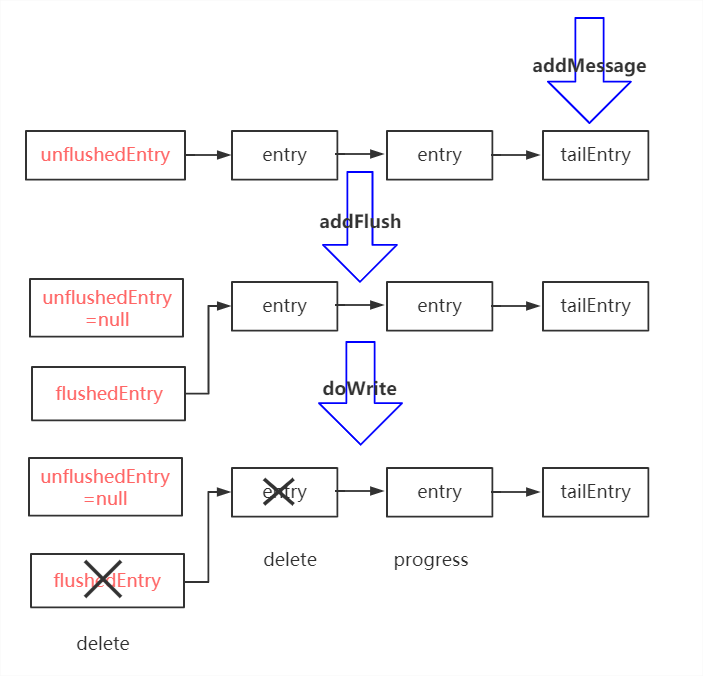 addMessage
unflushedEntry
entry
entry
tailEntry
addFlush
unflushedEntry
=null
entry
entry
tailEntry
flushedEntry
doWrite
unflushedEntry
=null
entry
entry
tailEntry
delete
progress
flushedEntry
delete